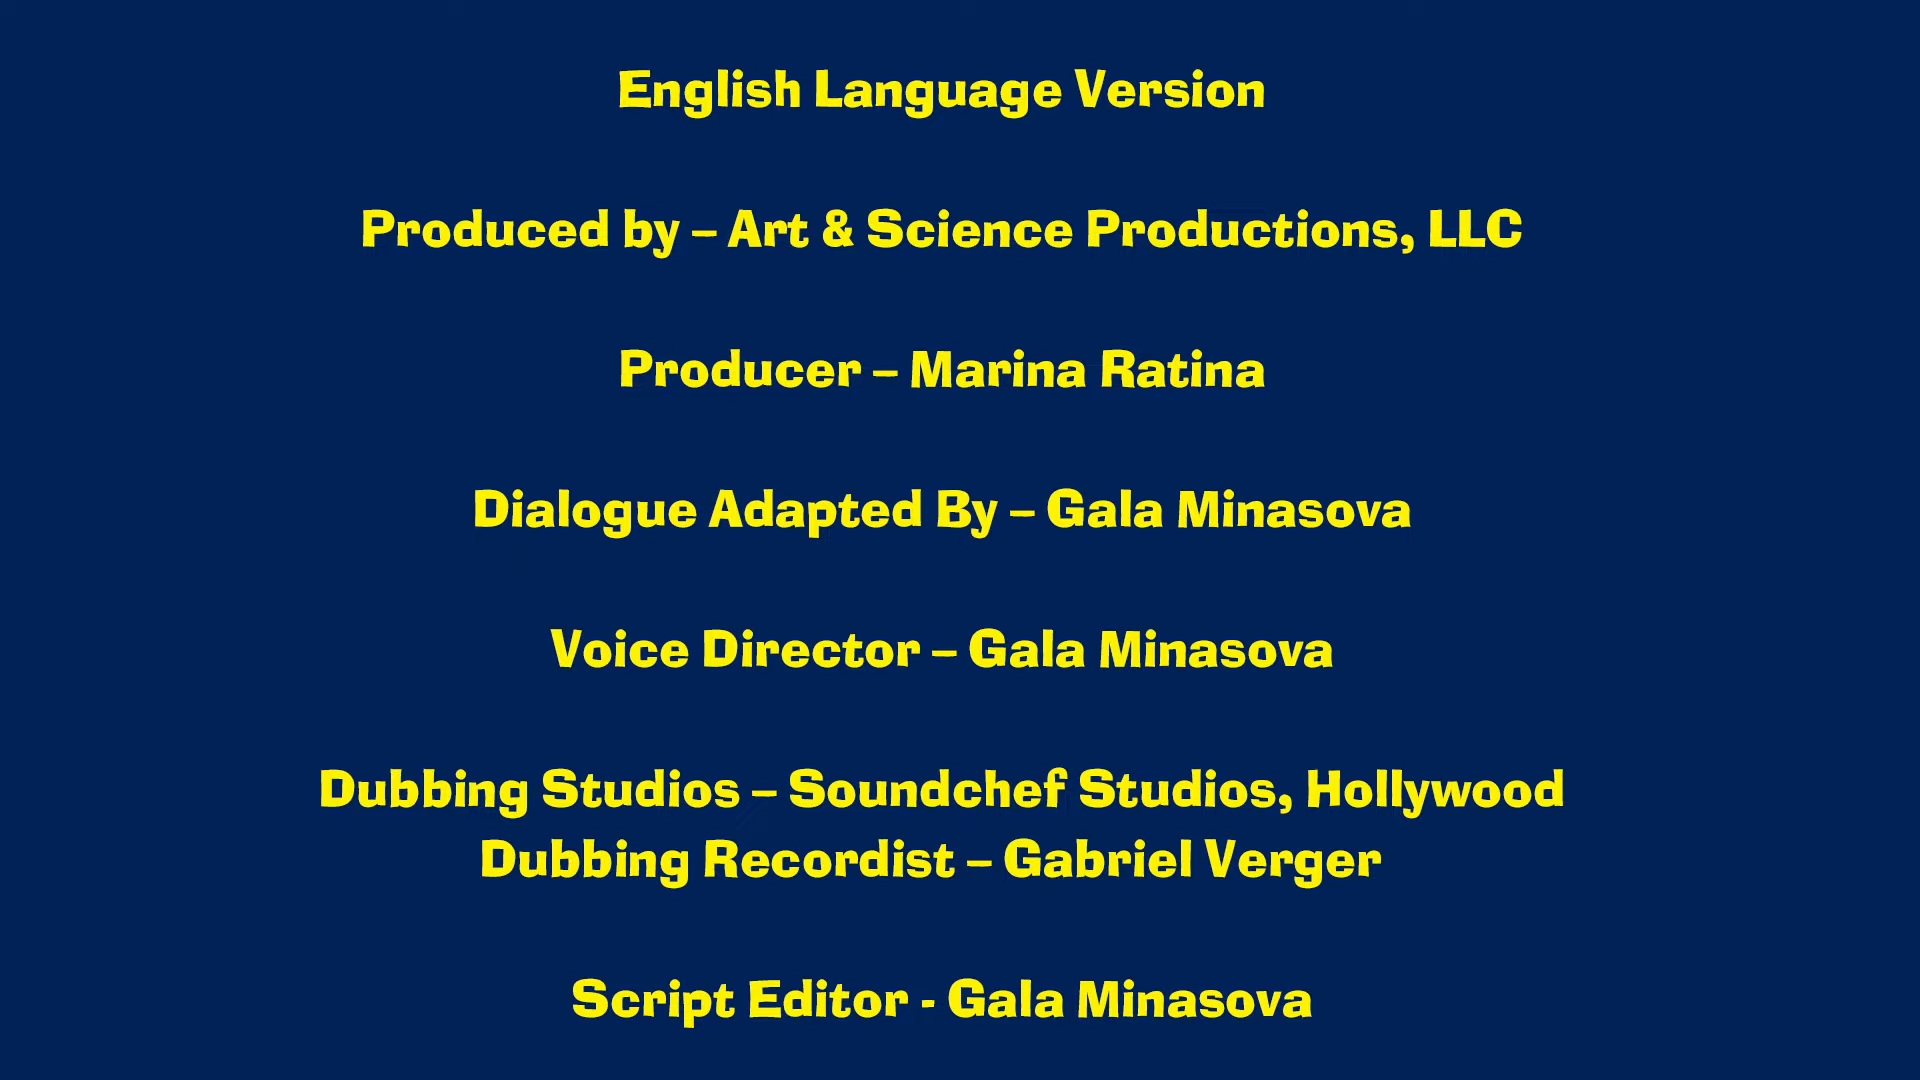 English Language Version
Produced by – Art & Science Productions, LLC
Producer – Marina Ratina
Dialogue Adapted By – Gala Minasova
Voice Director – Gala Minasova
Dubbing Studios – Soundchef Studios, Hollywood
Dubbing Recordist – Gabriel Verger
Script Editor - Gala Minasova